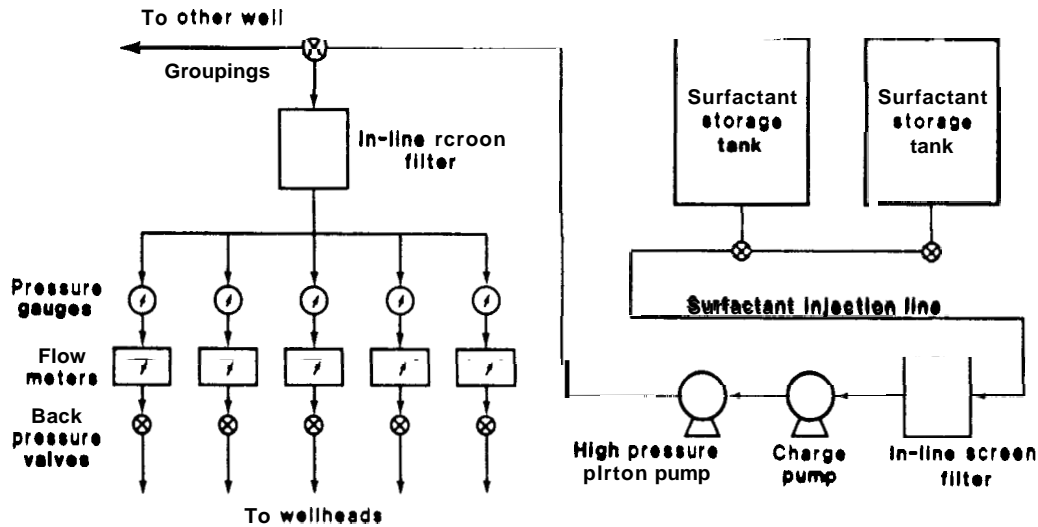 To other well
Groupings
In-line rcroon
filter
Surfactant
storage
tank
Surfactant
storage
tank
Pressure
gauges
Surfactant injection line
Flow
meters
Back
pressure
valves
High pressure
plrton pump
Charge
pump
In-line screen
filter
To wellheads